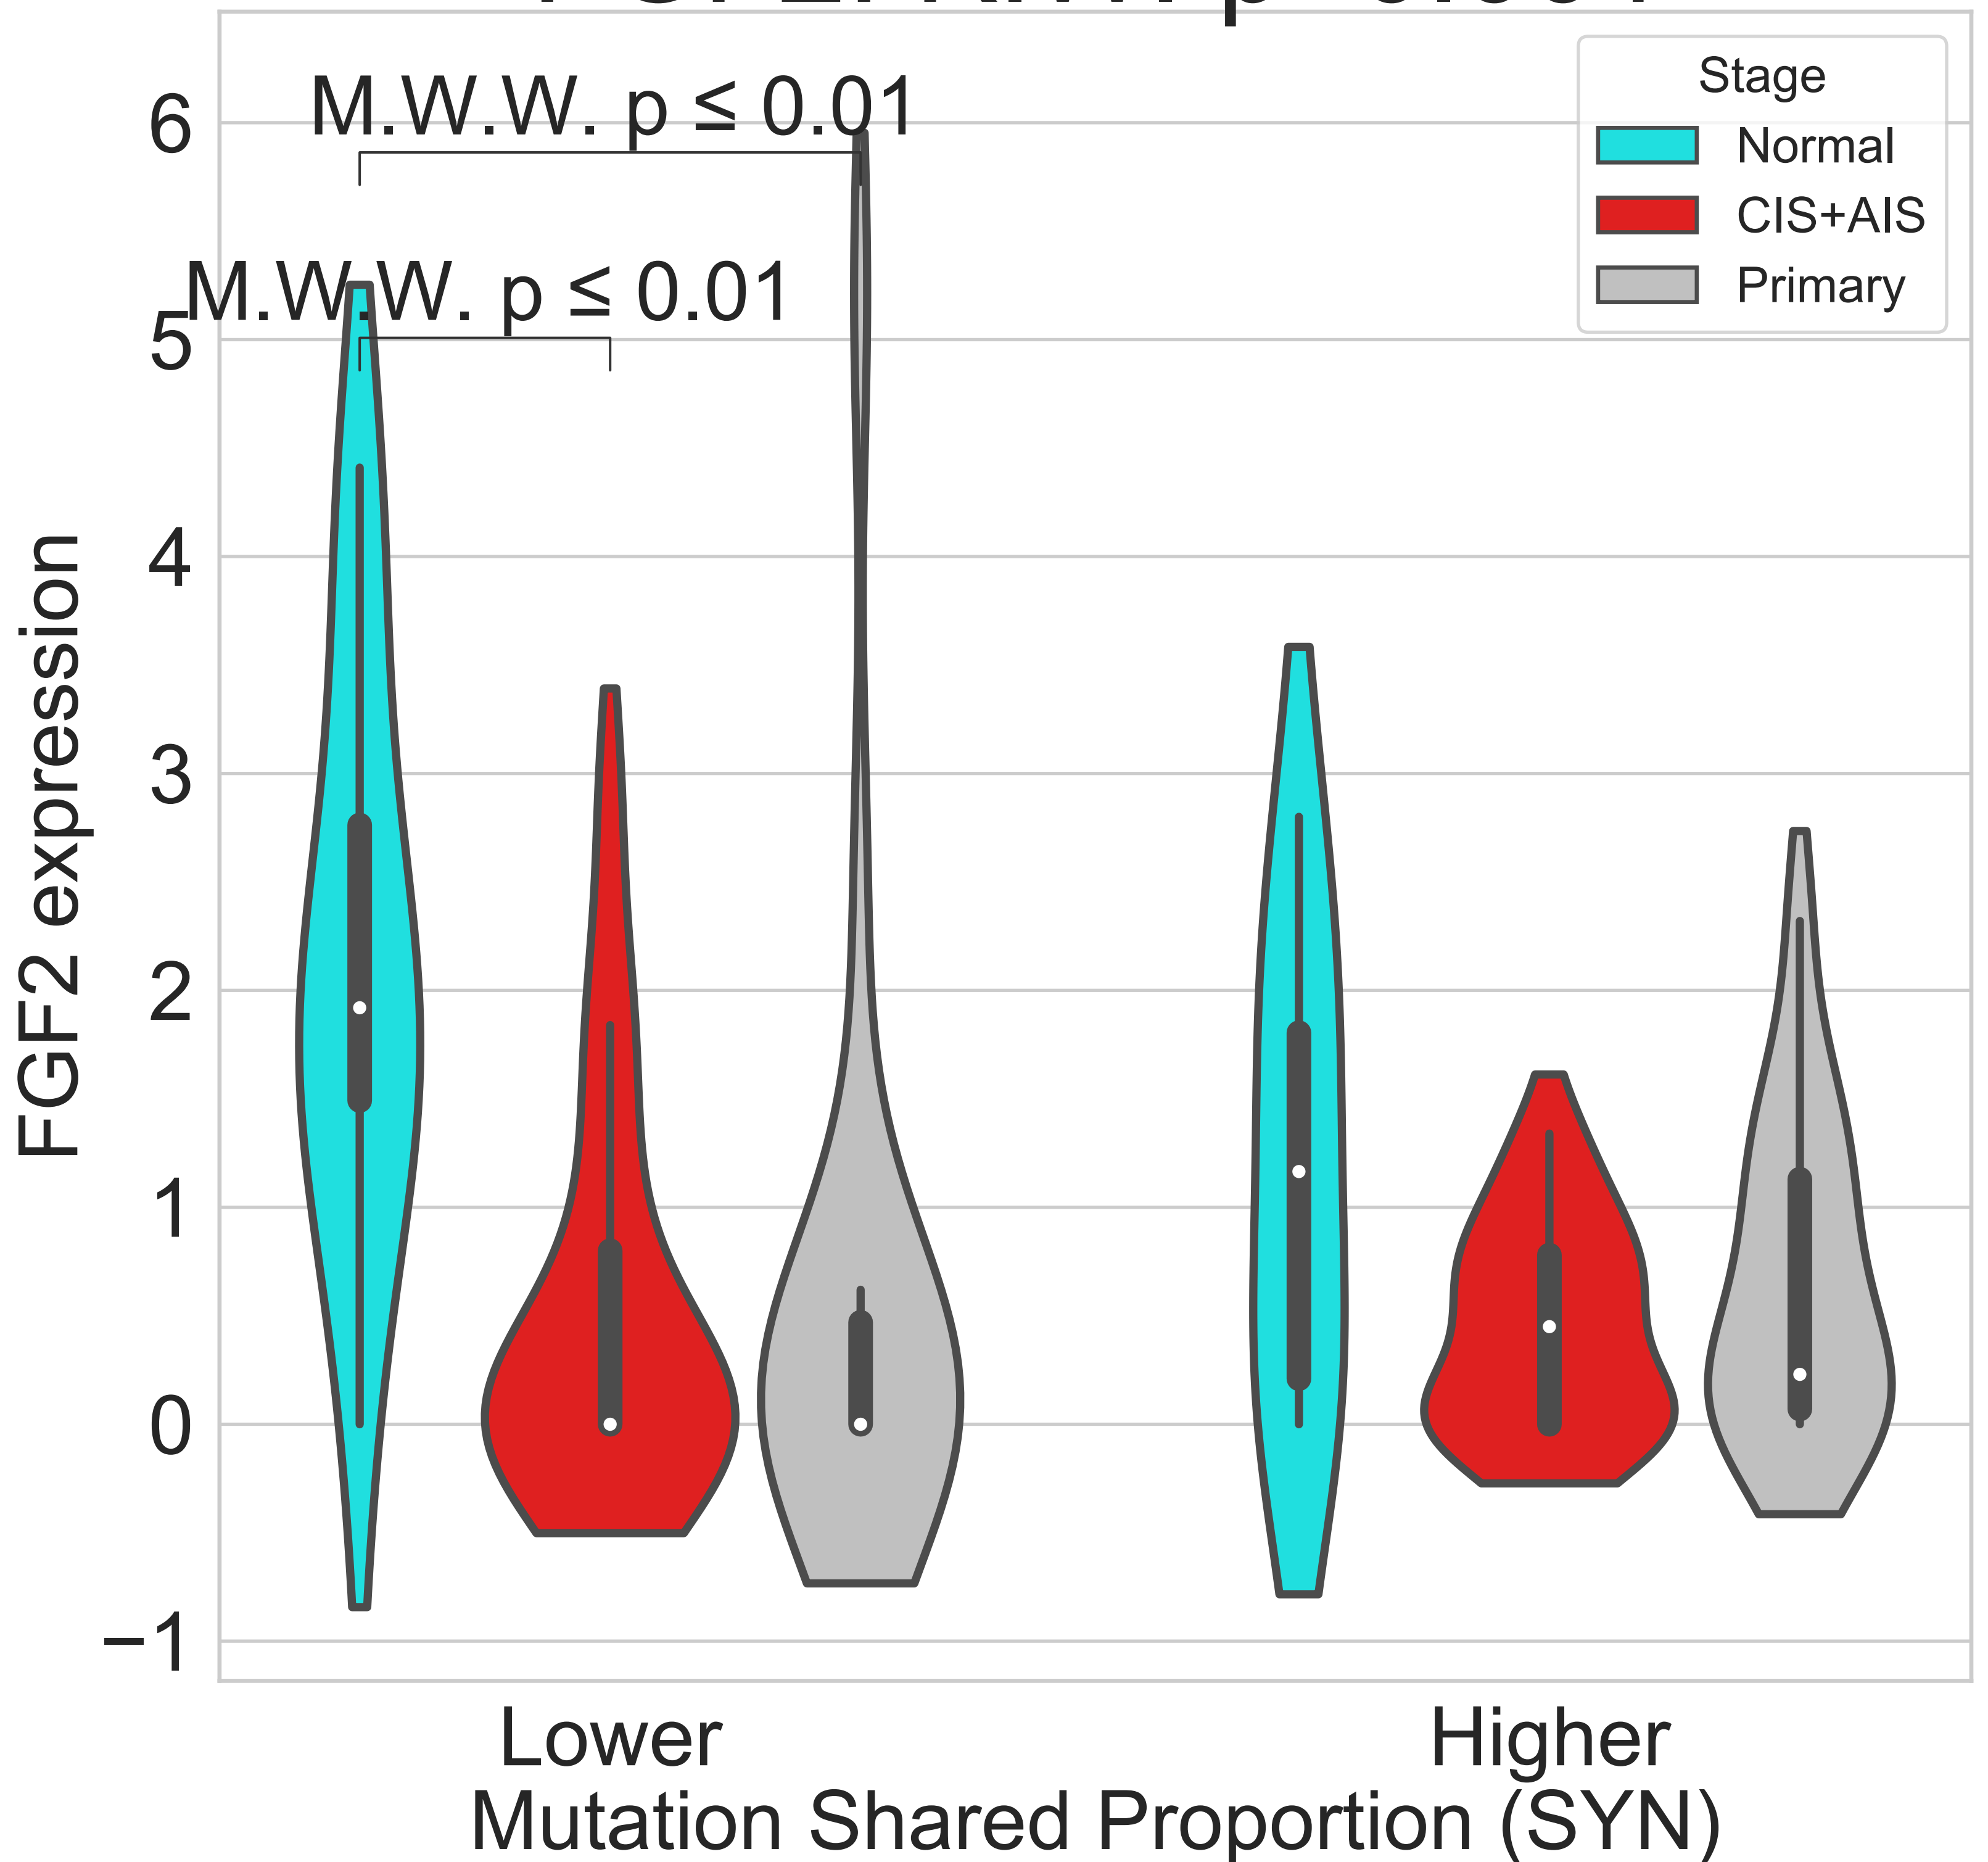 M.W.W. p ≤ 0.01
M.W.W. p ≤ 0.01
Stage
Normal
CIS+AIS
Primary
6
5
4
3
2
1
0
−1
FGF2 expression
Lower
Higher
Mutation Shared Proportion (SYN)